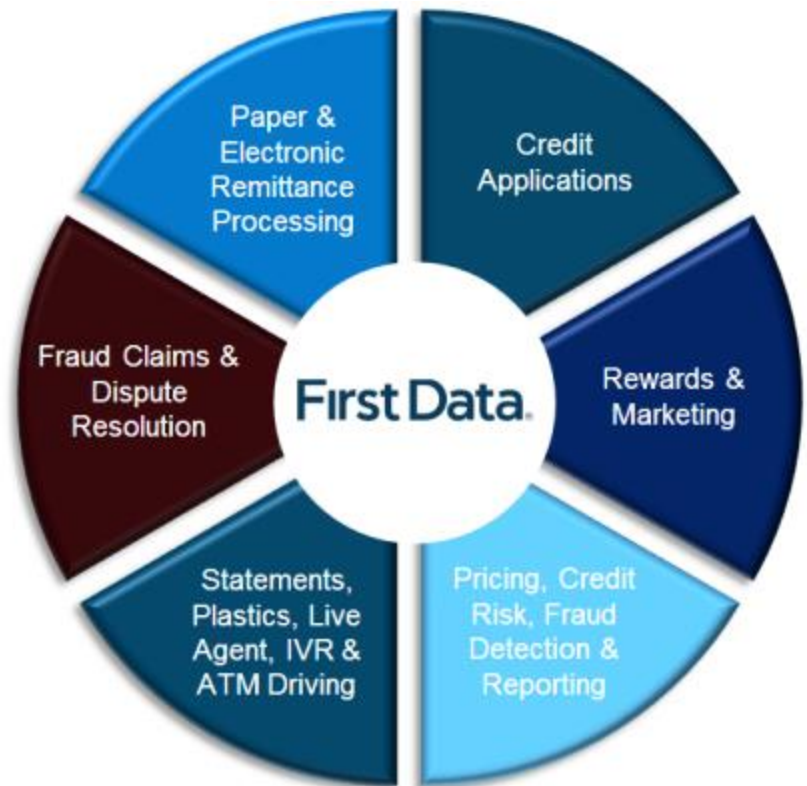 Paper &
Electronic
Remittance
Processing
Credit
Applications
Fraud Claims &
Dispute
Resolution
First Data.
Rewards &
Marketing
Statements,
Plastics, Live
Agent, IVR &
ATM Driving
Pricing, Credit
Risk, Fraud
Detection &
Reporting